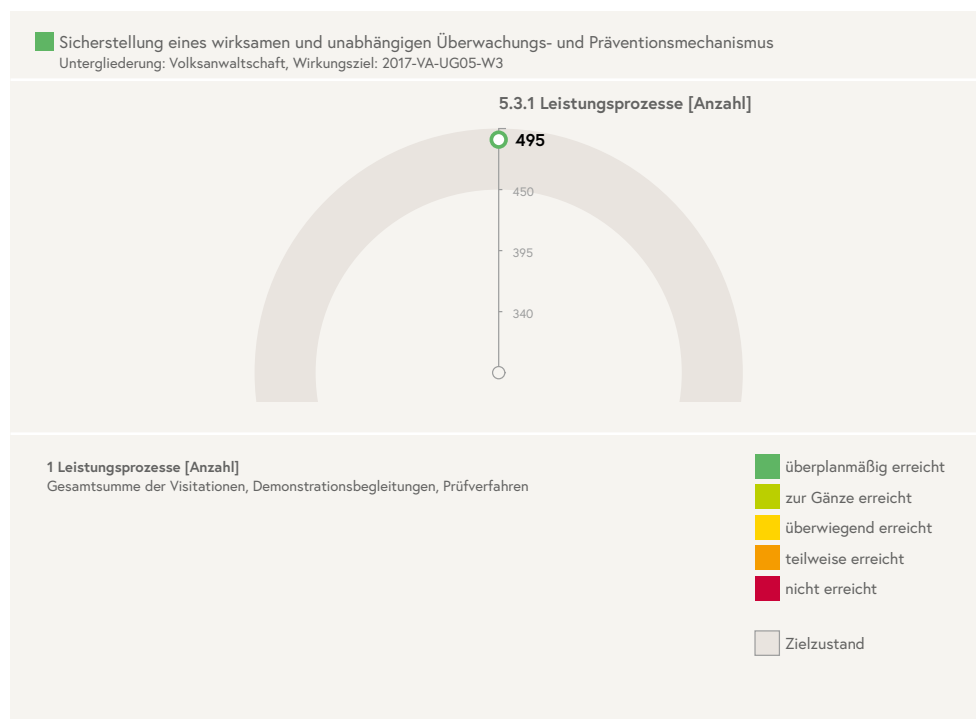 Sicherstellung eines wirksamen und unabhängigen Überwachungs- und Präventionsmechanismus
Untergliederung: Volksanwaltschaft, Wirkungsziel: 2017-VA-UG05-W3
5.3.1 Leistungsprozesse [Anzahl]
495
450
395
340
1 Leistungsprozesse [Anzahl]
Gesamtsumme der Visitationen, Demonstrationsbegleitungen, Prüfverfahren
überplanmäßig erreicht
zur Gänze erreicht
überwiegend erreicht
teilweise erreicht
nicht erreicht
Zielzustand